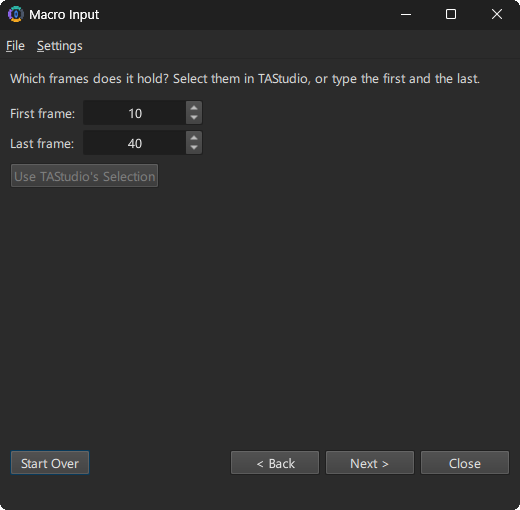 Macro Input
File Settings
Which frames does it hold? Select them in TAStudio, or type the first and the last.
First frame: 10
Last frame: 40
Use TAStudio's Selection
Start Over < Back Next > Close